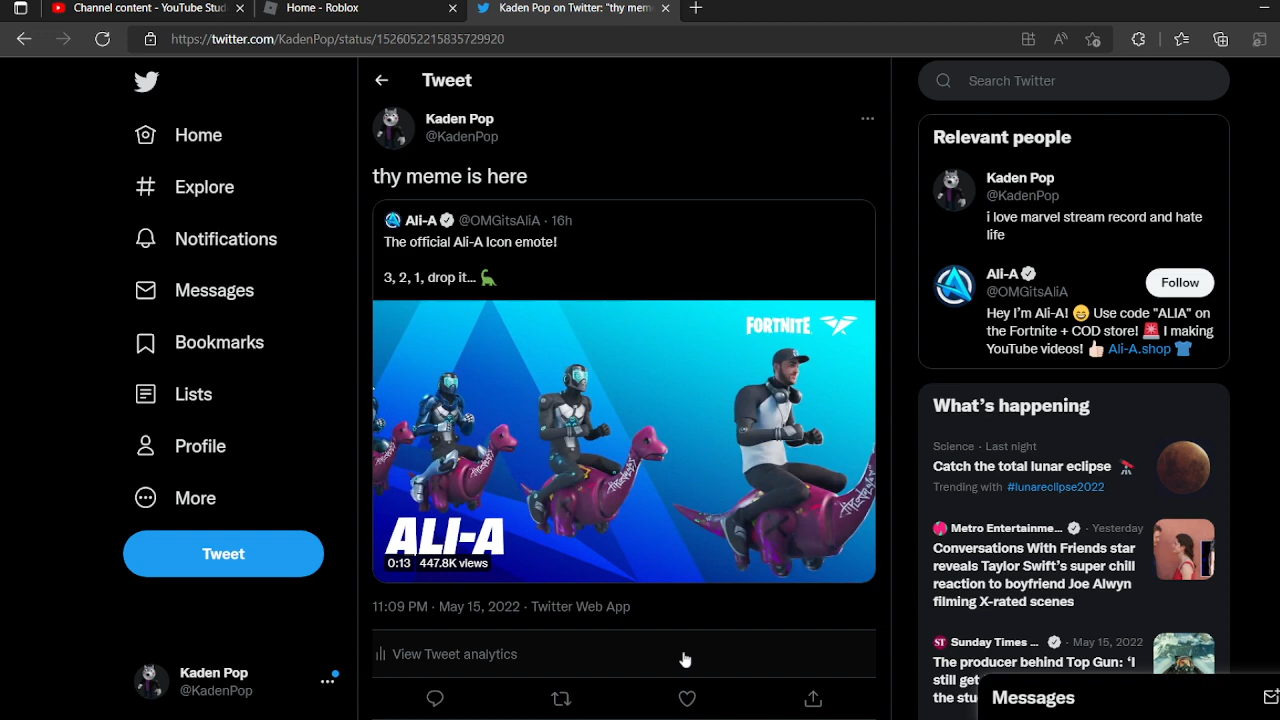 Channel content - YouTube Stud
Home - Roblox
Kaden Pop on Twitter: "thy mem
https://twitter.com/KadenPop/status/1526052215835729920
Home
Explore
Notifications
Messages
Bookmarks
Lists
Profile
More
Tweet
Kaden Pop
@KadenPop
Tweet
Kaden Pop
@KadenPop
thy meme is here
Ali-A @OMGitsAliA · 16h
The official Ali-A Icon emote!
3, 2, 1, drop it...
FORTNITE
ALI-A
0:13 447.8K views
11:09 PM · May 15, 2022 · Twitter Web App
View Tweet analytics
Search Twitter
Relevant people
Kaden Pop
@KadenPop
i love marvel stream record and hate
life
Ali-A
@OMGitsAliA
Follow
Hey I'm Ali-A! Use code "ALIA" on
the Fortnite + COD store! I making
YouTube videos! Ali-A.shop
What's happening
Science · Last night
Catch the total lunar eclipse
Trending with #lunareclipse2022
Metro Entertainme... · Yesterday
Conversations With Friends star
reveals Taylor Swift's super chill
reaction to boyfriend Joe Alwyn
filming X-rated scenes
ST Sunday Times ... · May 15, 2022
The producer behind Top Gun: 'I
still get
the stu
Messages